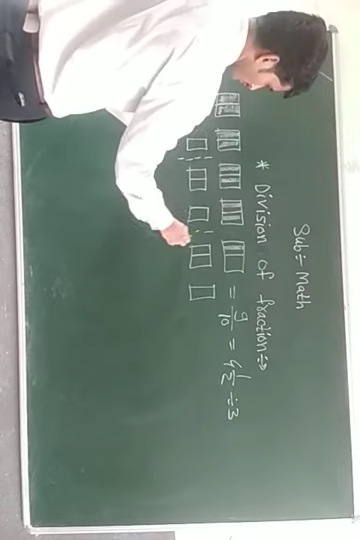 Sub÷ Math
* Division of fraction÷
= 9/10 = 4 1/2 ÷ 3